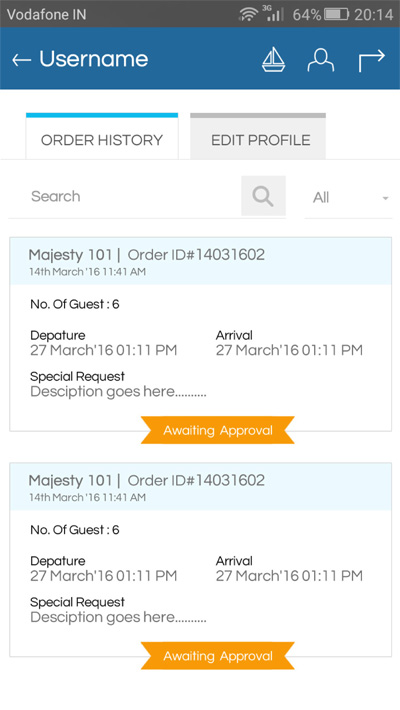 Vodafone IN 3G 64% 20:14
Username
ORDER HISTORY EDIT PROFILE
Search All
Majesty 101 | Order ID#14031602
14th March '16 11:41 AM
No. Of Guest : 6
Depature Arrival
27 March'16 01:11 PM 27 March'16 01:11 PM
Special Request
Desciption goes here..........
Awaiting Approval
Majesty 101 | Order ID#14031602
14th March '16 11:41 AM
No. Of Guest : 6
Depature Arrival
27 March'16 01:11 PM 27 March'16 01:11 PM
Special Request
Desciption goes here..........
Awaiting Approval